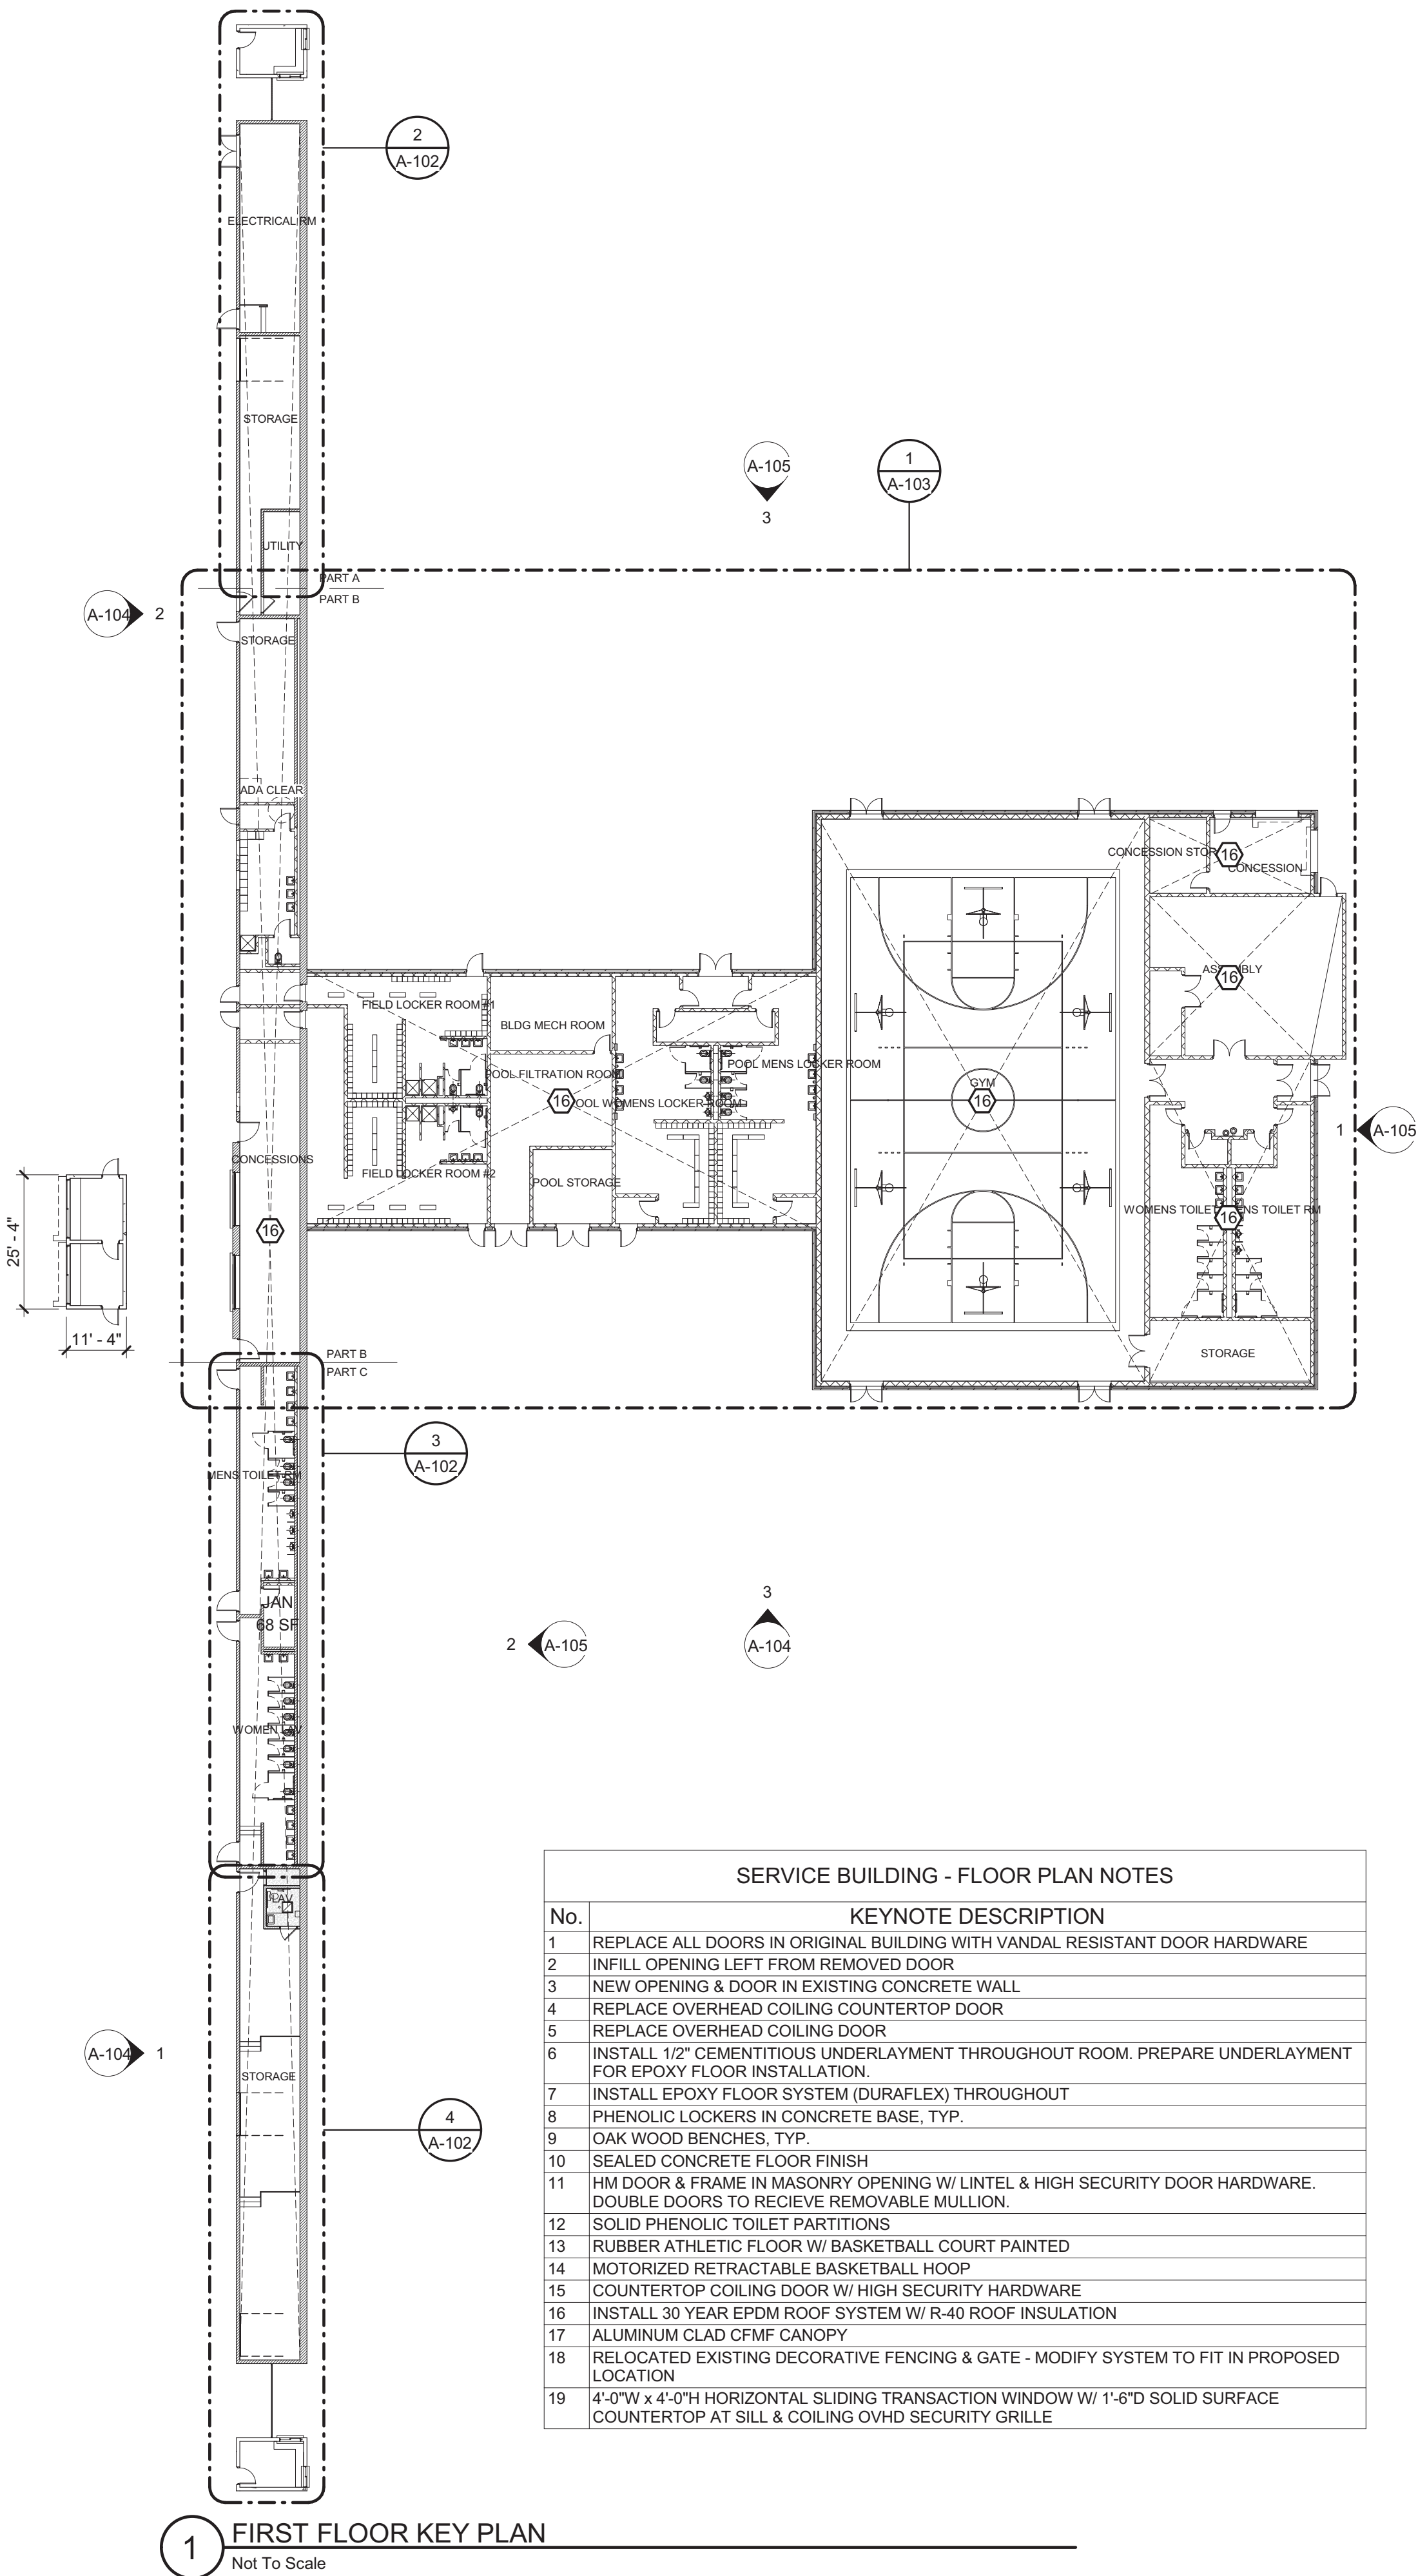 2
A-102
ELECTRICAL RM
STORAGE
UTILITY
A-105
3
1
A-103
PART A
PART B
A-104
2
STORAGE
ADA CLEAR
CONCESSION STOR
16
CONCESSION
ASSEMBLY
16
FIELD LOCKER ROOM #1
BLDG MECH ROOM
POOL FILTRATION ROOM
POOL MENS LOCKER ROOM
16
POOL WOMENS LOCKER ROOM
GYM
16
1
A-105
CONCESSIONS
FIELD LOCKER ROOM #2
POOL STORAGE
WOMENS TOILET
16
MENS TOILET RM
16
25' - 4"
11' - 4"
STORAGE
PART B
PART C
3
A-102
MENS TOILET RM
JAN
68 SF
2
A-105
3
A-104
WOMEN LAV
LAV
A-104
1
STORAGE
4
A-102
SERVICE BUILDING - FLOOR PLAN NOTES
No. KEYNOTE DESCRIPTION
1 REPLACE ALL DOORS IN ORIGINAL BUILDING WITH VANDAL RESISTANT DOOR HARDWARE
2 INFILL OPENING LEFT FROM REMOVED DOOR
3 NEW OPENING & DOOR IN EXISTING CONCRETE WALL
4 REPLACE OVERHEAD COILING COUNTERTOP DOOR
5 REPLACE OVERHEAD COILING DOOR
6 INSTALL 1/2" CEMENTITIOUS UNDERLAYMENT THROUGHOUT ROOM. PREPARE UNDERLAYMENT
FOR EPOXY FLOOR INSTALLATION.
7 INSTALL EPOXY FLOOR SYSTEM (DURAFLEX) THROUGHOUT
8 PHENOLIC LOCKERS IN CONCRETE BASE, TYP.
9 OAK WOOD BENCHES, TYP.
10 SEALED CONCRETE FLOOR FINISH
11 HM DOOR & FRAME IN MASONRY OPENING W/ LINTEL & HIGH SECURITY DOOR HARDWARE.
DOUBLE DOORS TO RECIEVE REMOVABLE MULLION.
12 SOLID PHENOLIC TOILET PARTITIONS
13 RUBBER ATHLETIC FLOOR W/ BASKETBALL COURT PAINTED
14 MOTORIZED RETRACTABLE BASKETBALL HOOP
15 COUNTERTOP COILING DOOR W/ HIGH SECURITY HARDWARE
16 INSTALL 30 YEAR EPDM ROOF SYSTEM W/ R-40 ROOF INSULATION
17 ALUMINUM CLAD CFMF CANOPY
18 RELOCATED EXISTING DECORATIVE FENCING & GATE - MODIFY SYSTEM TO FIT IN PROPOSED
LOCATION
19 4'-0"W x 4'-0"H HORIZONTAL SLIDING TRANSACTION WINDOW W/ 1'-6"D SOLID SURFACE
COUNTERTOP AT SILL & COILING OVHD SECURITY GRILLE
1 FIRST FLOOR KEY PLAN
Not To Scale